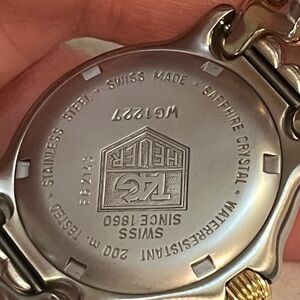 STAINLESS STEEL - SWISS MADE - SAPPHIRE CRYSTAL - WATERRESISTANT 200 m. TESTED -
WG1227
TAG
HEUER
SWISS
SINCE 1860